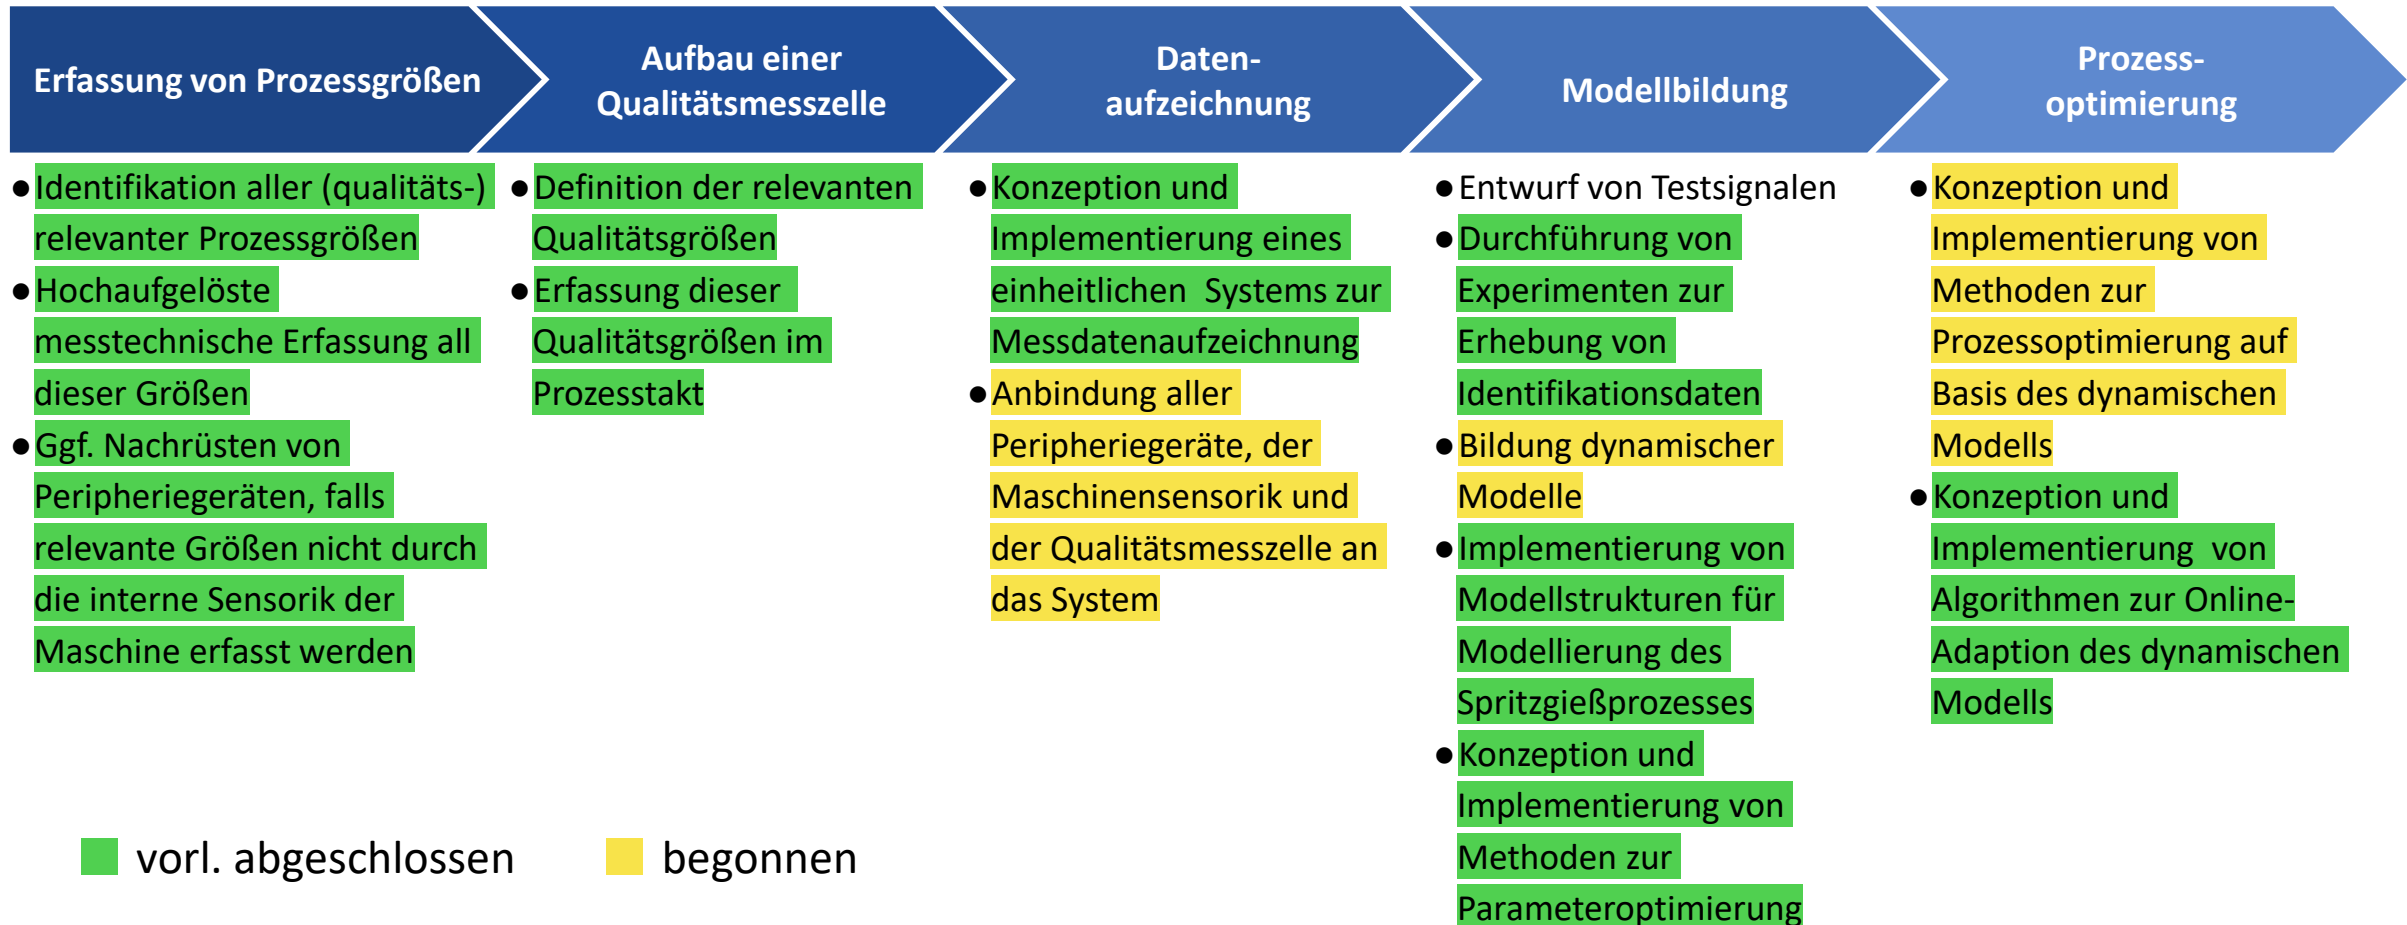 Erfassung von Prozessgrößen
Aufbau einer
Qualitätsmesszelle
Daten-
aufzeichnung
Modellbildung
Prozess-
optimierung
●Identifikation aller (qualitäts-)
relevanter Prozessgrößen
●Hochaufgelöste
messtechnische Erfassung all
dieser Größen
●Ggf. Nachrüsten von
Peripheriegeräten, falls
relevante Größen nicht durch
die interne Sensorik der
Maschine erfasst werden
●Definition der relevanten
Qualitätsgrößen
●Erfassung dieser
Qualitätsgrößen im
Prozesstakt
●Konzeption und
Implementierung eines
einheitlichen  Systems zur
Messdatenaufzeichnung
●Anbindung aller
Peripheriegeräte, der
Maschinensensorik und
der Qualitätsmesszelle an
das System
●Entwurf von Testsignalen
●Durchführung von
Experimenten zur
Erhebung von
Identifikationsdaten
●Bildung dynamischer
Modelle
●Implementierung von
Modellstrukturen für
Modellierung des
Spritzgießprozesses
●Konzeption und
Implementierung von
Methoden zur
Parameteroptimierung
●Konzeption und
Implementierung von
Methoden zur
Prozessoptimierung auf
Basis des dynamischen
Modells
●Konzeption und
Implementierung  von
Algorithmen zur Online-
Adaption des dynamischen
Modells
vorl. abgeschlossen
begonnen